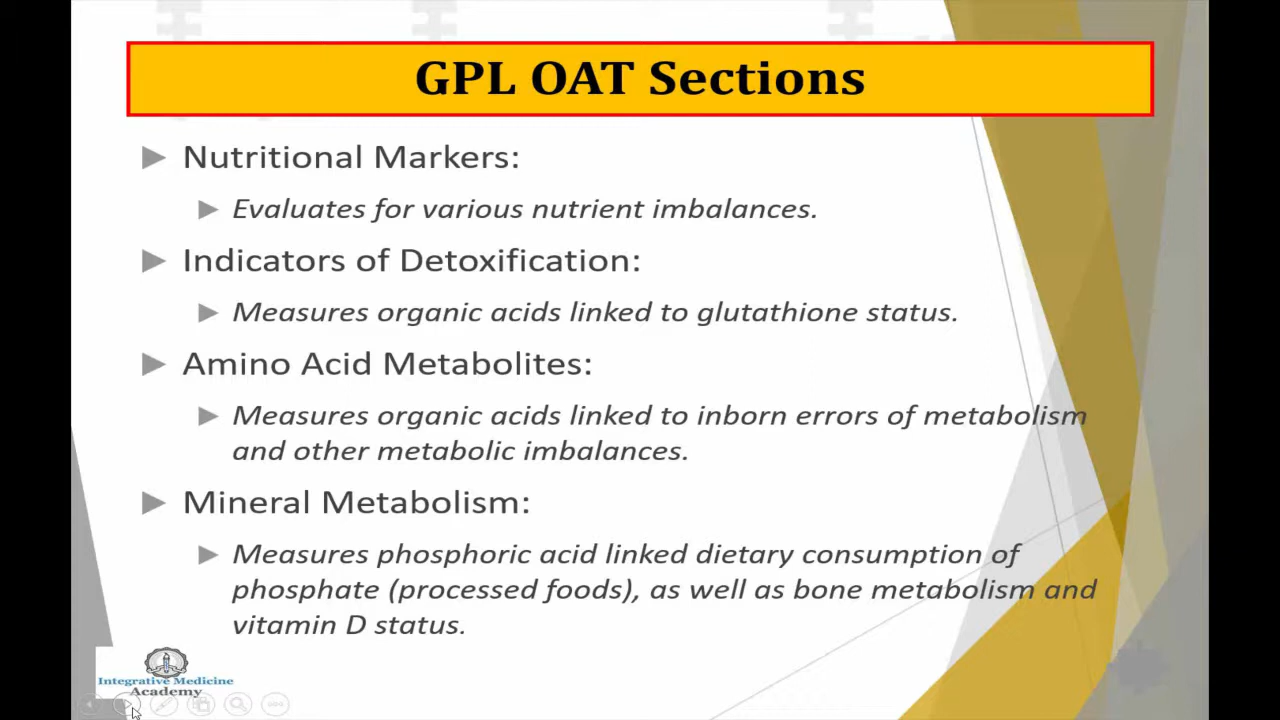 GPL OAT Sections
Nutritional Markers:
Evaluates for various nutrient imbalances.
Indicators of Detoxification:
Measures organic acids linked to glutathione status.
Amino Acid Metabolites:
Measures organic acids linked to inborn errors of metabolism
and other metabolic imbalances.
Mineral Metabolism:
Measures phosphoric acid linked dietary consumption of
phosphate (processed foods), as well as bone metabolism and
vitamin D status.
Integrative Medicine
Academy